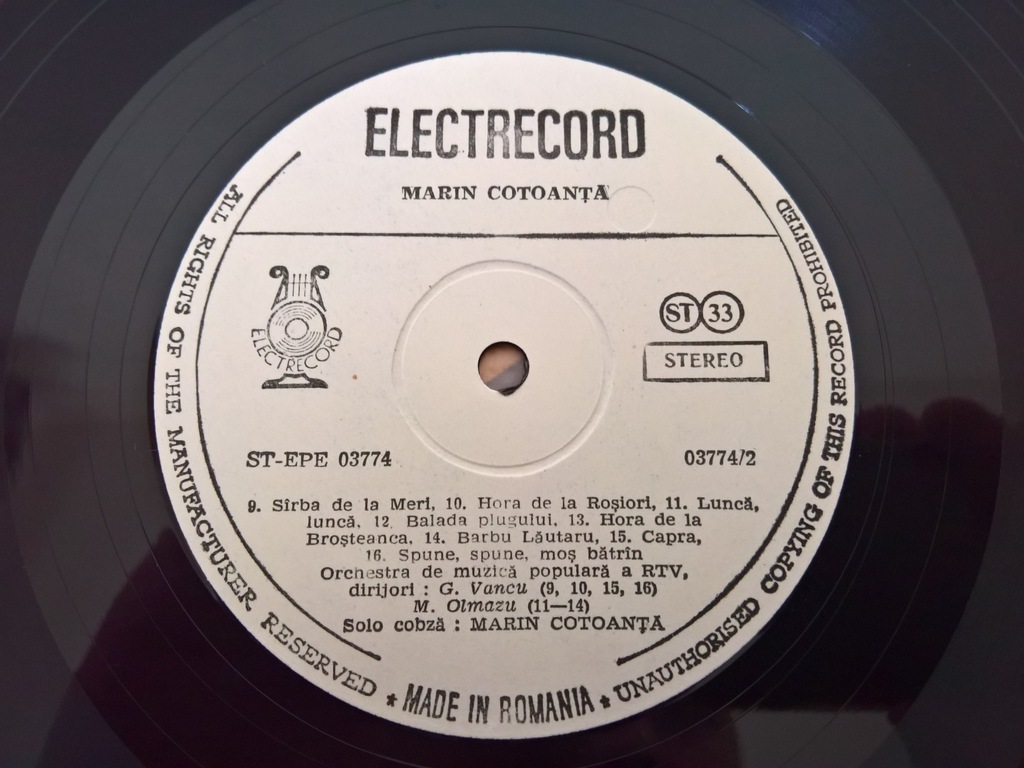 ELECTRECORD
MARIN COTOANȚĂ
ELECTRECORD
ST 33
STEREO
ST-EPE 03774
03774/2
9. Sîrba de la Meri, 10. Hora de la Roșiori, 11. Luncă,
luncă, 12. Balada plugului, 13. Hora de la
Broșteanca, 14. Barbu Lăutaru, 15. Capra,
16. Spune, spune, moș bătrîn
Orchestra de muzică populară a RTV,
dirijori : G. Vancu (9, 10, 15, 16)
M. Olmazu (11—14)
Solo cobză : MARIN COTOANȚA
ALL RIGHTS OF THE MANUFACTURER RESERVED * MADE IN ROMANIA * UNAUTHORISED COPYING OF THIS RECORD PROHIBITED